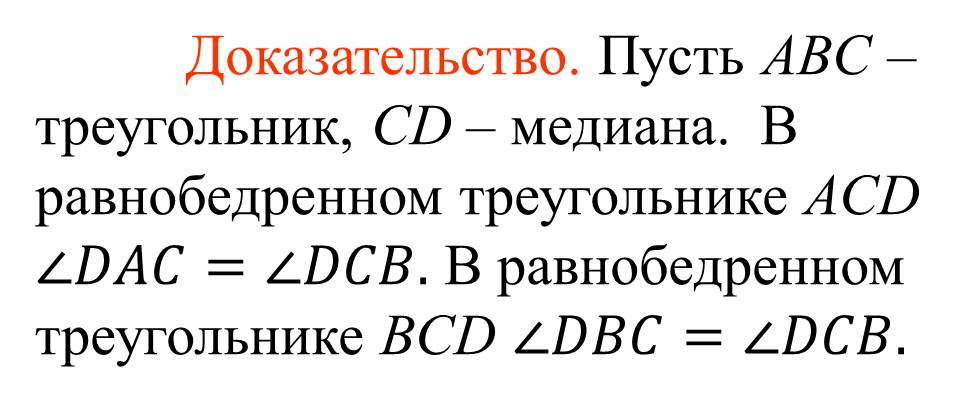 Доказательство. Пусть ABC –
треугольник, CD – медиана. В
равнобедренном треугольнике ACD
∠DAC = ∠DCB. В равнобедренном
треугольнике BCD ∠DBC = ∠DCB.